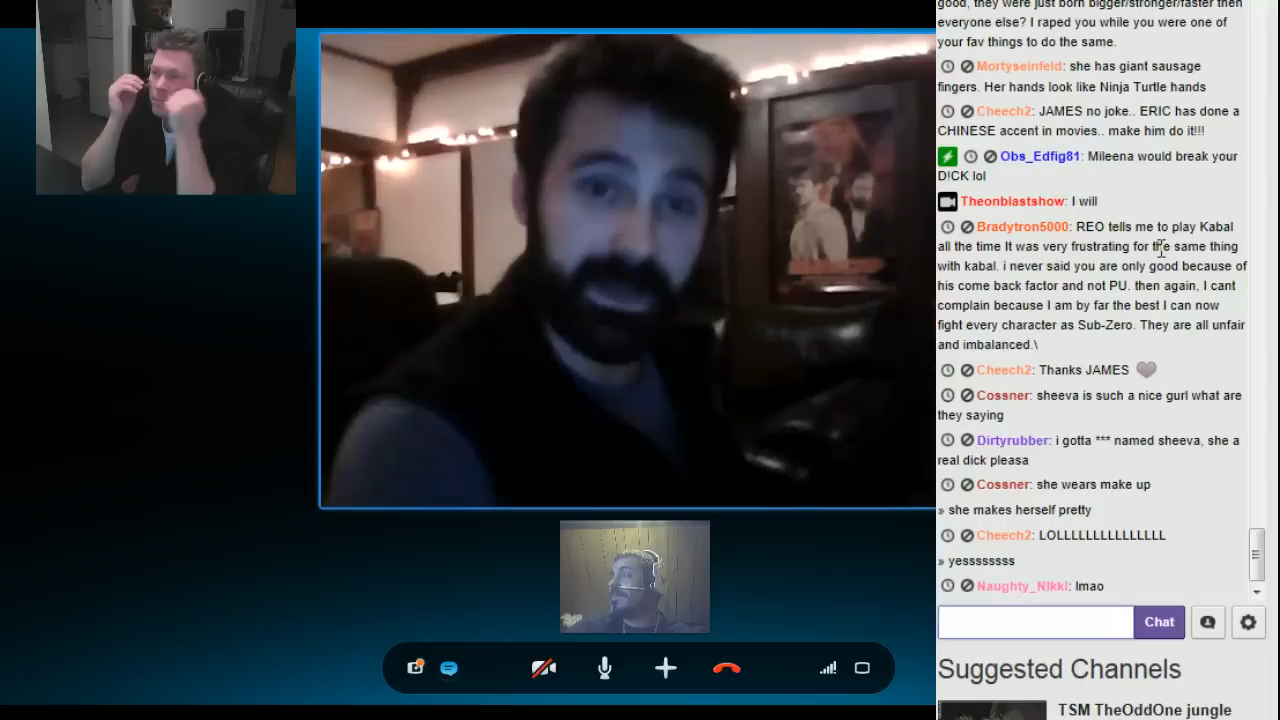 good, they were just born bigger/stronger/faster then
everyone else? I raped you while you were one of
your fav things to do the same.
Mortyseinfeld: she has giant sausage
fingers. Her hands look like Ninja Turtle hands
Cheech2: JAMES no joke.. ERIC has done a
CHINESE accent in movies.. make him do it!!!
Obs_Edfig81: Mileena would break your
D!CK lol
Theonblastshow: I will
Bradytron5000: REO tells me to play Kabal
all the time It was very frustrating for the same thing
with kabal. i never said you are only good because of
his come back factor and not PU. then again, I cant
complain because I am by far the best I can now
fight every character as Sub-Zero. They are all unfair
and imbalanced.\
Cheech2: Thanks JAMES
Cossner: sheeva is such a nice gurl what are
they saying
Dirtyrubber: i gotta *** named sheeva, she a
real dick pleasa
Cossner: she wears make up
» she makes herself pretty
Cheech2: LOLLLLLLLLLLLLLLL
» yessssssss
Naughty_Nikki: lmao
Chat
Suggested Channels
TSM TheOddOne jungle